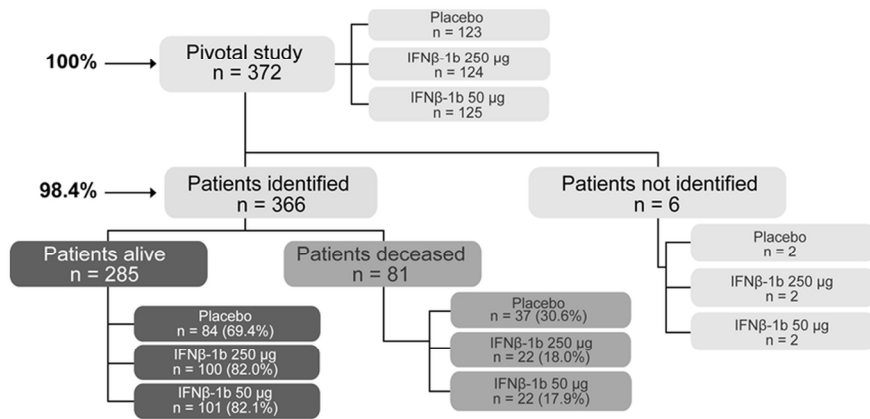 100%
Pivotal study
n = 372
Placebo
n = 123
IFNβ-1b 250 µg
n = 124
IFNβ-1b 50 µg
n = 125
98.4%
Patients identified
n = 366
Patients not identified
n = 6
Placebo
n = 2
IFNβ-1b 250 µg
n = 2
IFNβ-1b 50 µg
n = 2
Patients alive
n = 285
Placebo
n = 84 (69.4%)
IFNβ-1b 250 µg
n = 100 (82.0%)
IFNβ-1b 50 µg
n = 101 (82.1%)
Patients deceased
n = 81
Placebo
n = 37 (30.6%)
IFNβ-1b 250 µg
n = 22 (18.0%)
IFNβ-1b 50 µg
n = 22 (17.9%)